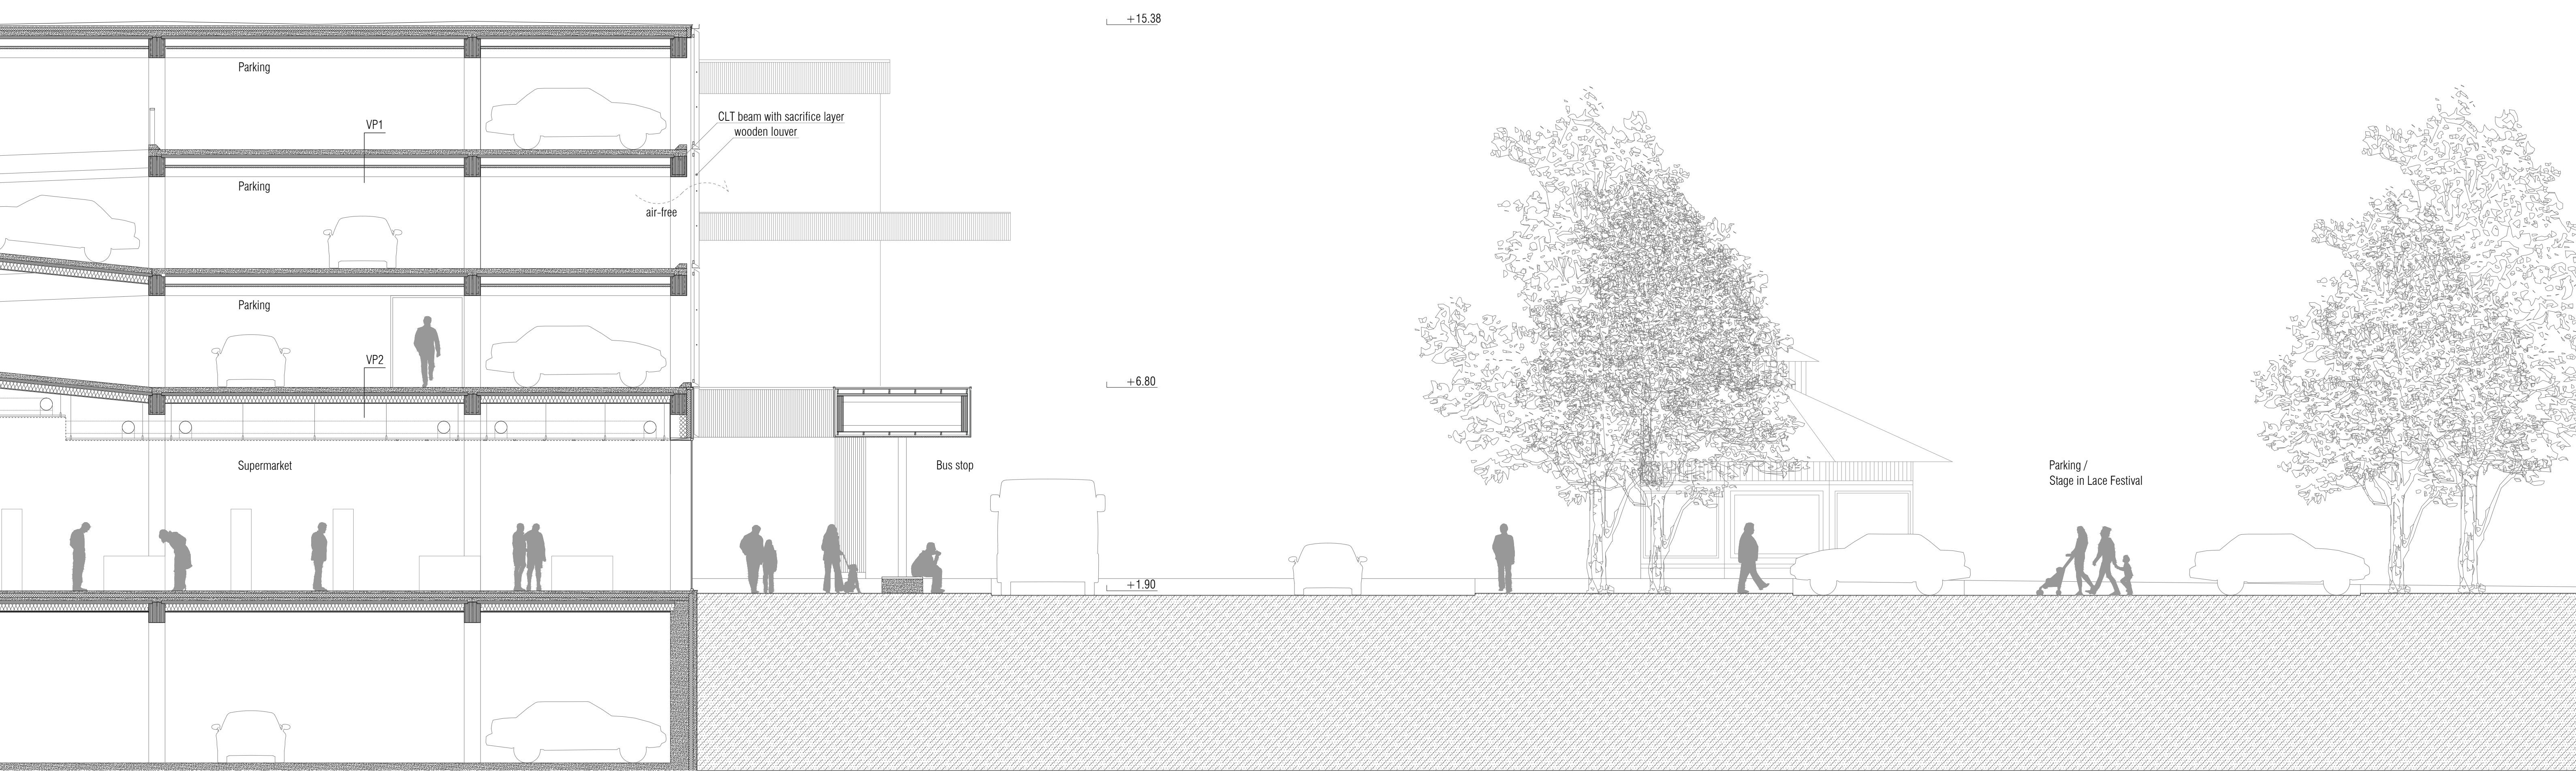 +15.38
Parking
CLT beam with sacrifice layer
VP1
wooden louver
Parking
air-free
Parking
VP2
+6.80
Supermarket
Bus stop
Parking /
Stage in Lace Festival
+1.90